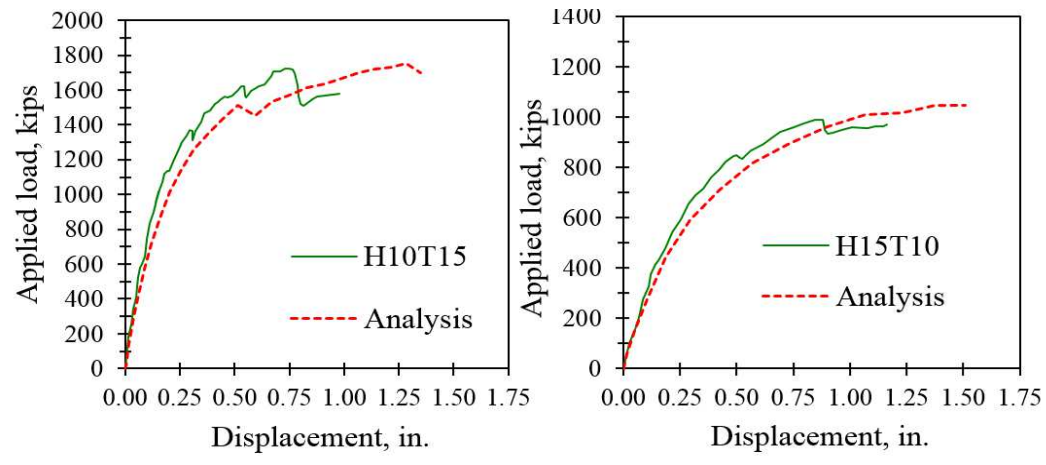 Applied load, kips
2000
1800
1600
1400
1200
1000
800
600
400
200
0
H10T15
Analysis
0.00 0.25 0.50 0.75 1.00 1.25 1.50 1.75
Displacement, in.
Applied load, kips
1400
1200
1000
800
600
400
200
0
H15T10
Analysis
0.00 0.25 0.50 0.75 1.00 1.25 1.50 1.75
Displacement, in.